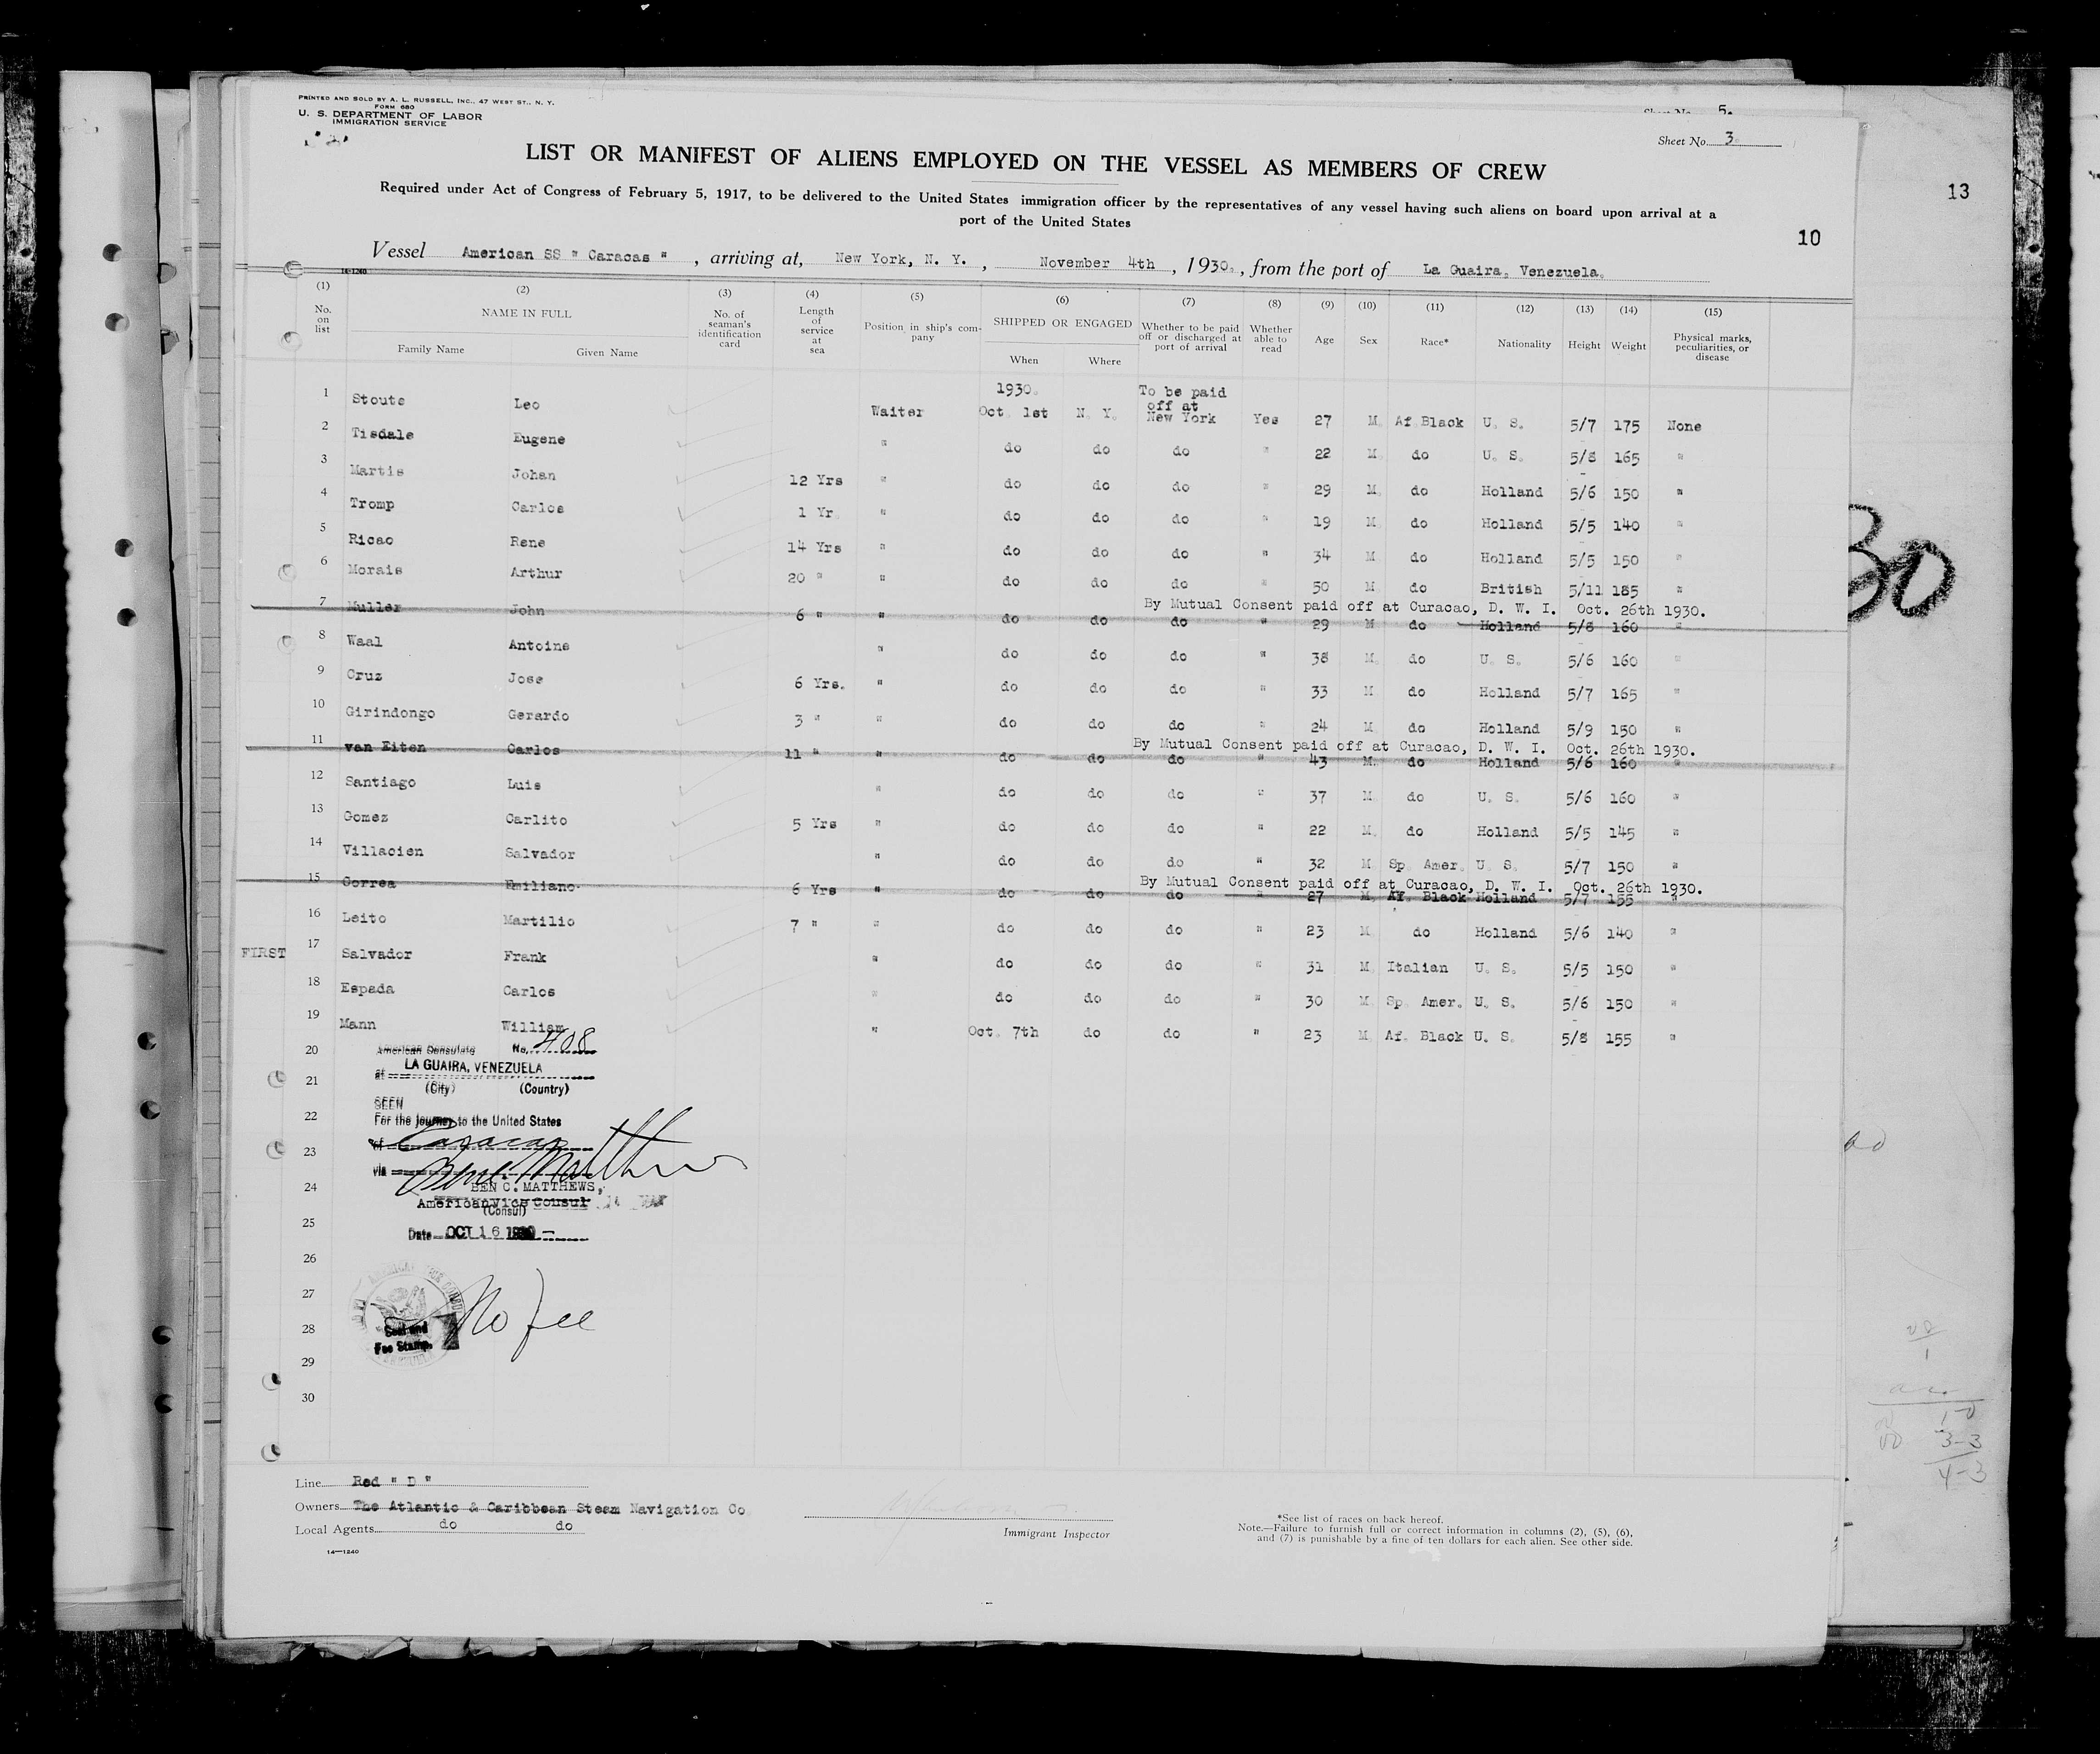 PRINTED AND SOLD BY A. L. RUSSELL, INC., 47 WEST ST., N. Y.
FORM 680
U. S. DEPARTMENT OF LABOR
IMMIGRATION SERVICE
Sheet No. 5.
Sheet No. 3.
LIST OR MANIFEST OF ALIENS EMPLOYED ON THE VESSEL AS MEMBERS OF CREW
13
Required under Act of Congress of February 5, 1917, to be delivered to the United States immigration officer by the representatives of any vessel having such aliens on board upon arrival at a
port of the United States
10
Vessel American SS " Caracas " , arriving at, New York, N. Y. , November 4th , 1930. , from the port of La Guaira, Venezuela.
14-1240
(1) (2) (3) (4) (5) (6) (7) (8) (9) (10) (11) (12) (13) (14) (15)
No. on list NAME IN FULL Family Name Given Name No. of seaman's identification card Length of service at sea Position in ship's company SHIPPED OR ENGAGED When Where Whether to be paid off or discharged at port of arrival Whether able to read Age Sex Race* Nationality Height Weight Physical marks, peculiarities, or disease
1930. To be paid off at
1 Stoute Leo Waiter Oct. 1st N. Y. New York Yes 27 M. Af.Black U. S. 5/7 175 None
2 Tisdale Eugene " do do do " 22 M. do U. S. 5/8 165 "
3 Martis Johan 12 Yrs " do do do " 29 M. do Holland 5/6 150 "
4 Tromp Carlos 1 Yr. " do do do " 19 M do Holland 5/5 140 "
5 Ricao Rene 14 Yrs " do do do " 34 M do Holland 5/5 150 "
6 Morais Arthur 20 " " do do do " 50 M do British 5/11 185 "
By Mutual Consent paid off at Curacao, D. W. I. Oct. 26th 1930.
7 Muller John 6 " " do do do " 29 M do Holland 5/8 160 "
8 Waal Antoine " do do do " 38 M. do U. S. 5/6 160 "
9 Cruz Jose 6 Yrs. " do do do " 33 M do Holland 5/7 165 "
10 Girindongo Gerardo 3 " " do do do " 24 M do Holland 5/9 150 "
By Mutual Consent paid off at Curacao, D. W. I. Oct. 26th 1930.
11 van Eiten Carlos 11 " " do do do " 43 M. do Holland 5/6 160 "
12 Santiago Luis " do do do " 37 M do U. S. 5/6 160 "
13 Gomez Carlito 5 Yrs " do do do " 22 M. do Holland 5/5 145 "
14 Villacien Salvador " do do do " 32 M Sp. Amer. U. S. 5/7 150 "
By Mutual Consent paid off at Curacao, D. W. I. Oct. 26th 1930.
15 Correa Emiliano 6 Yrs " do do do " 27 M. Af. Black Holland 5/7 155 "
16 Leito Martilio 7 " " do do do " 23 M do Holland 5/6 140 "
FIRST 17 Salvador Frank " do do do " 31 M. Italian U. S. 5/5 150 "
18 Espada Carlos " do do do " 30 M Sp. Amer. U. S. 5/6 150 "
19 Mann William " Oct. 7th do do " 23 M Af. Black U. S. 5/8 155 "
20 American Consulate No. 408
at LA GUAIRA, VENEZUELA
21 (City) (Country)
SEEN
22 For the journey to the United States
23 of Caracas
via
Ben C. Matthews
24 BEN C. MATTHEWS,
American Vice Consul
(Consul)
25 Date OCT 16 1930
26
27
28 Seal and Fee Stamp. No fee
29
30
30
Line Red " D "
Owners The Atlantic & Caribbean Steam Navigation Co.
Local Agents do do
Immigrant Inspector
*See list of races on back hereof.
Note.—Failure to furnish full or correct information in columns (2), (5), (6),
and (7) is punishable by a fine of ten dollars for each alien. See other side.
14—1240